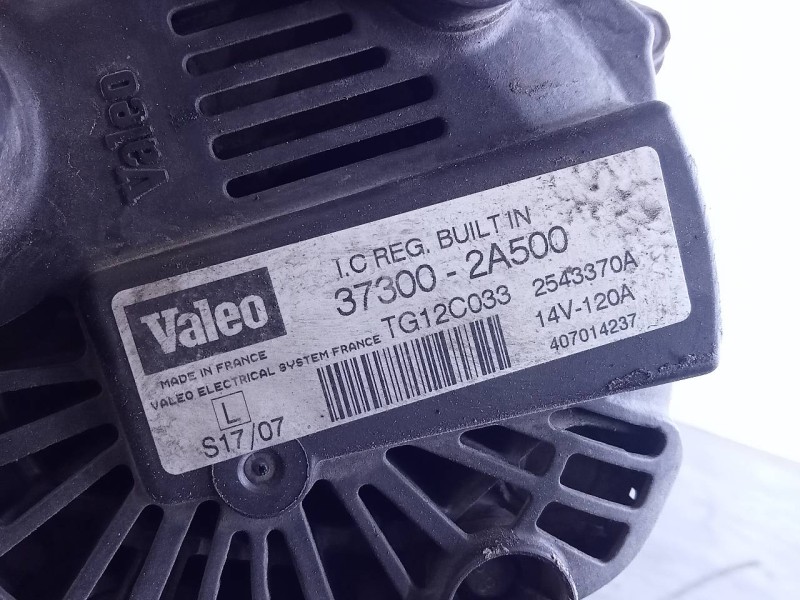 Valeo
I.C REG. BUILT IN
37300-2A500
Valeo
TG12C033 2543370A
14V-120A
407014237
MADE IN FRANCE
VALEO ELECTRICAL SYSTEM-FRANCE
L
S17/07